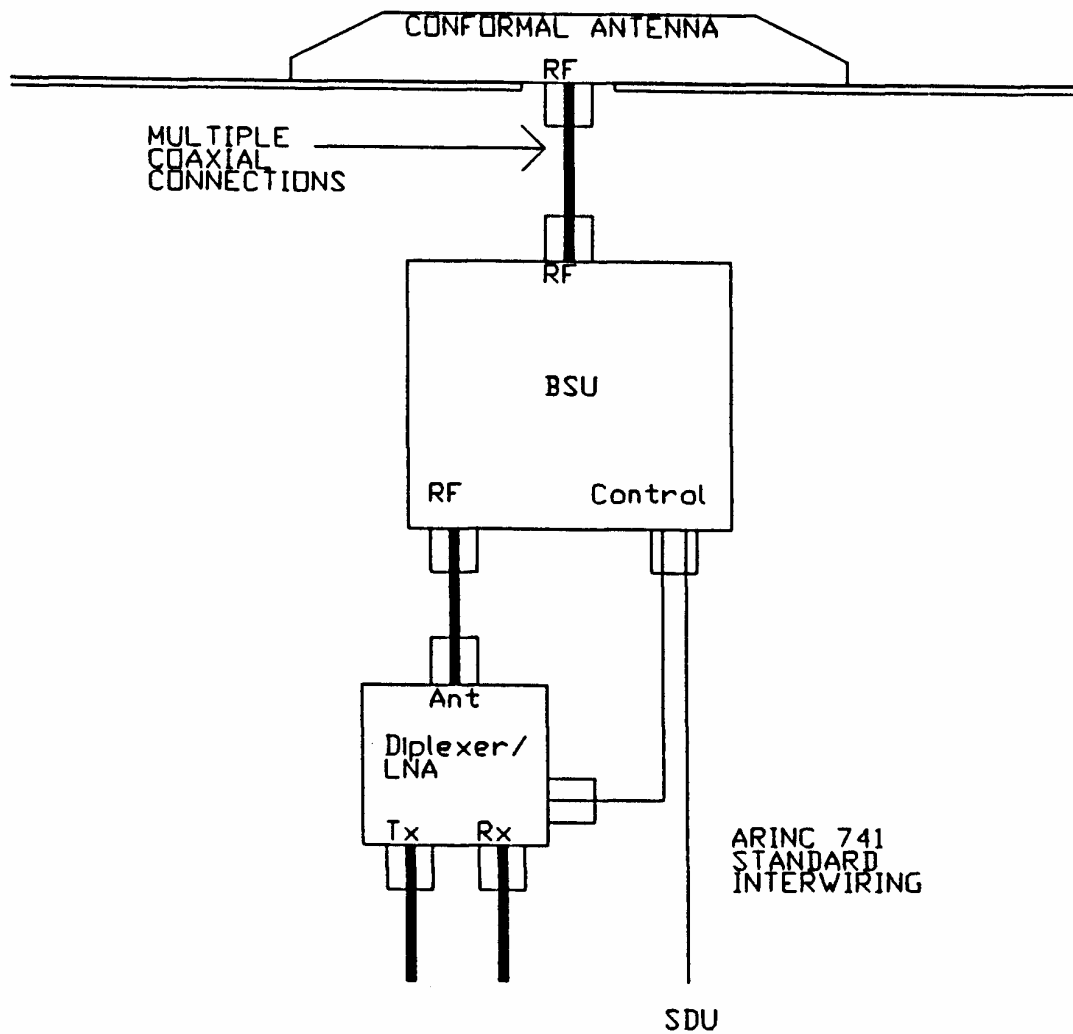 CONFORMAL ANTENNA
RF
MULTIPLE
COAXIAL
CONNECTIONS
RF
BSU
RF
Control
Ant
Diplexer/
LNA
Tx
Rx
ARINC 741
STANDARD
INTERWIRING
SDU